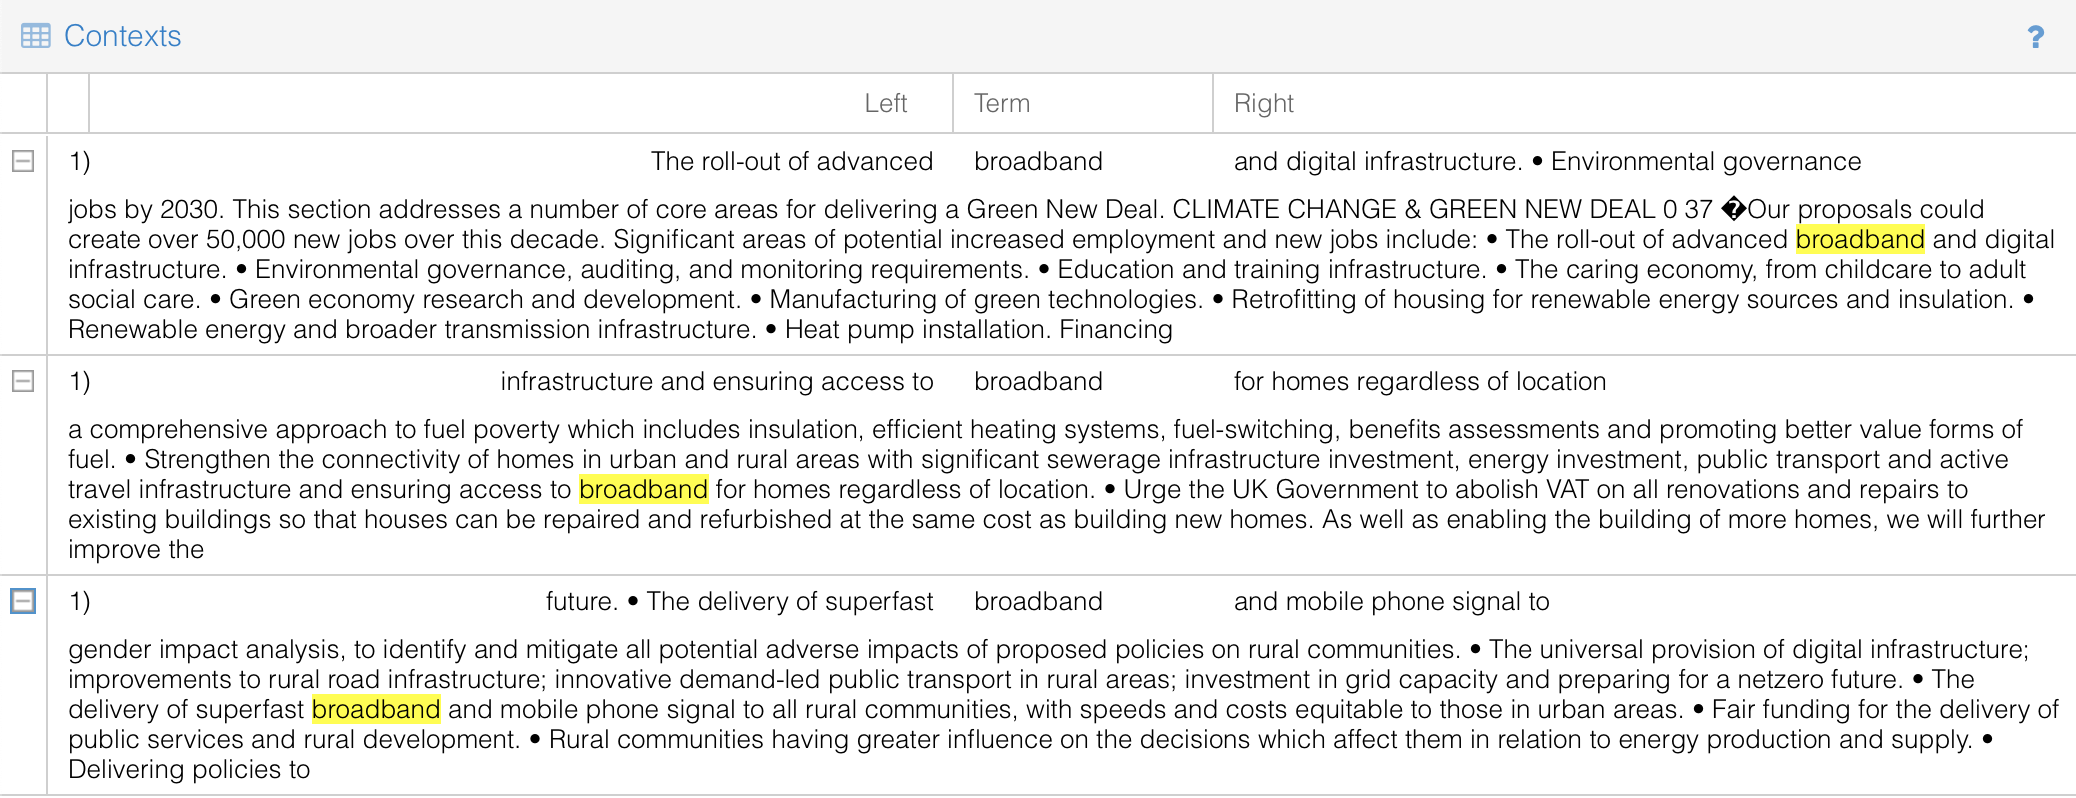 Contexts ?
Left Term Right
1) The roll-out of advanced broadband and digital infrastructure. • Environmental governance
jobs by 2030. This section addresses a number of core areas for delivering a Green New Deal. CLIMATE CHANGE & GREEN NEW DEAL 0 37 �Our proposals could
create over 50,000 new jobs over this decade. Significant areas of potential increased employment and new jobs include: • The roll-out of advanced broadband and digital
infrastructure. • Environmental governance, auditing, and monitoring requirements. • Education and training infrastructure. • The caring economy, from childcare to adult
social care. • Green economy research and development. • Manufacturing of green technologies. • Retrofitting of housing for renewable energy sources and insulation. •
Renewable energy and broader transmission infrastructure. • Heat pump installation. Financing
1) infrastructure and ensuring access to broadband for homes regardless of location
a comprehensive approach to fuel poverty which includes insulation, efficient heating systems, fuel-switching, benefits assessments and promoting better value forms of
fuel. • Strengthen the connectivity of homes in urban and rural areas with significant sewerage infrastructure investment, energy investment, public transport and active
travel infrastructure and ensuring access to broadband for homes regardless of location. • Urge the UK Government to abolish VAT on all renovations and repairs to
existing buildings so that houses can be repaired and refurbished at the same cost as building new homes. As well as enabling the building of more homes, we will further
improve the
1) future. • The delivery of superfast broadband and mobile phone signal to
gender impact analysis, to identify and mitigate all potential adverse impacts of proposed policies on rural communities. • The universal provision of digital infrastructure;
improvements to rural road infrastructure; innovative demand-led public transport in rural areas; investment in grid capacity and preparing for a netzero future. • The
delivery of superfast broadband and mobile phone signal to all rural communities, with speeds and costs equitable to those in urban areas. • Fair funding for the delivery of
public services and rural development. • Rural communities having greater influence on the decisions which affect them in relation to energy production and supply. •
Delivering policies to